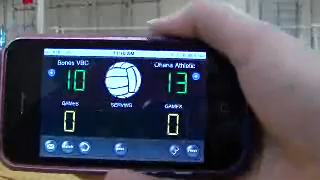 Bones VBC
Ohana Athletic
10
13
GAMES
SERVING
GAMES
0
0